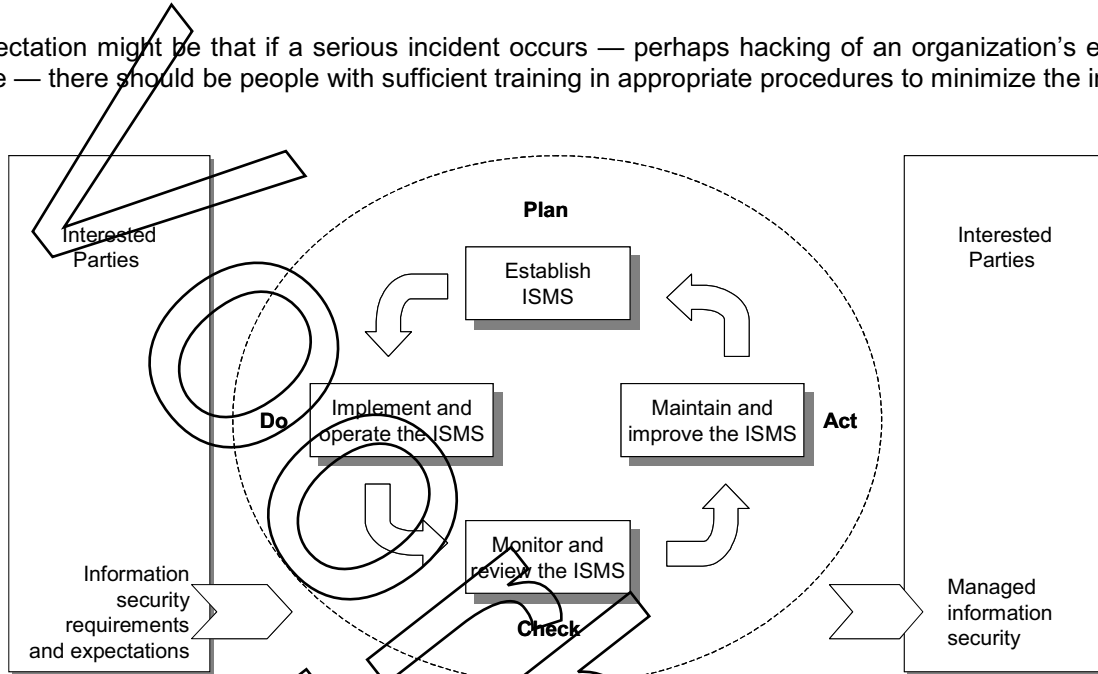 ectation might be that if a serious incident occurs — perhaps hacking of an organization's e
— there should be people with sufficient training in appropriate procedures to minimize the
Plan
Interested
Parties
Interested
Parties
Establish
ISMS
Do
Implement and
operate the ISMS
Maintain and
improve the ISMS
Act
Monitor and
review the ISMS
Check
Information
security
requirements
and expectations
Managed
information
security